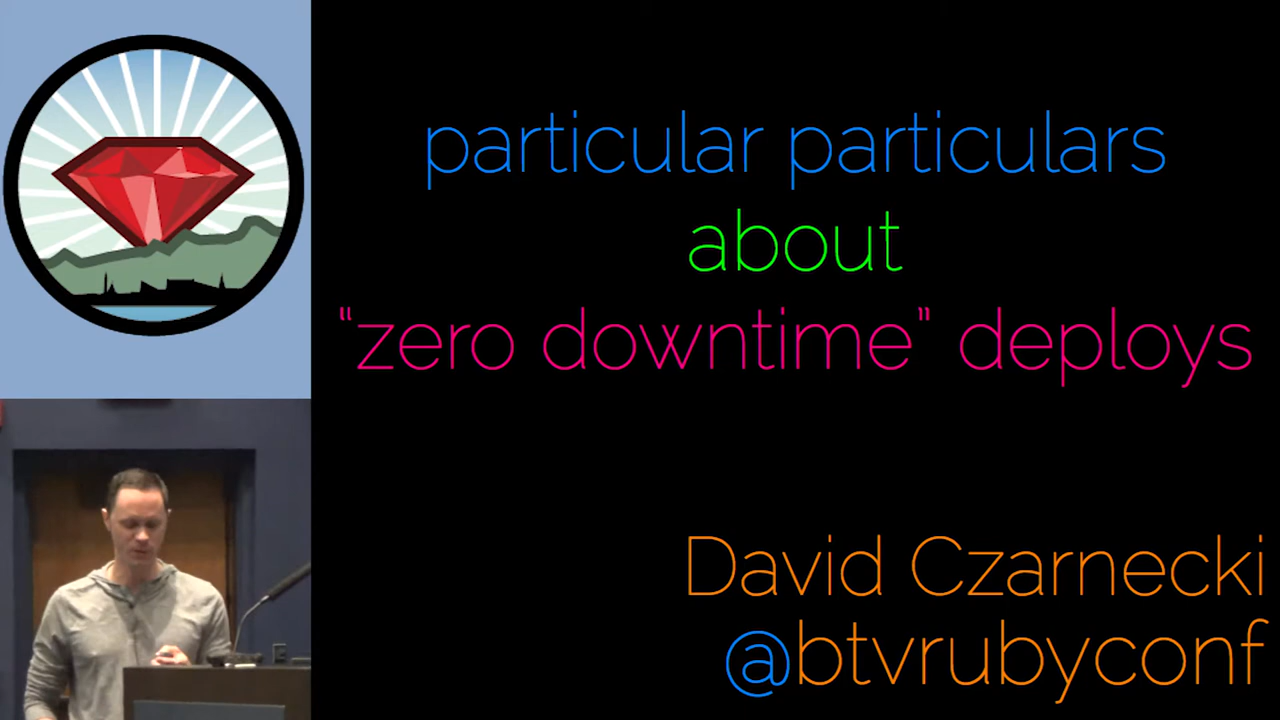 particular particulars
about
“zero downtime” deploys
David Czarnecki
@btvrubyconf